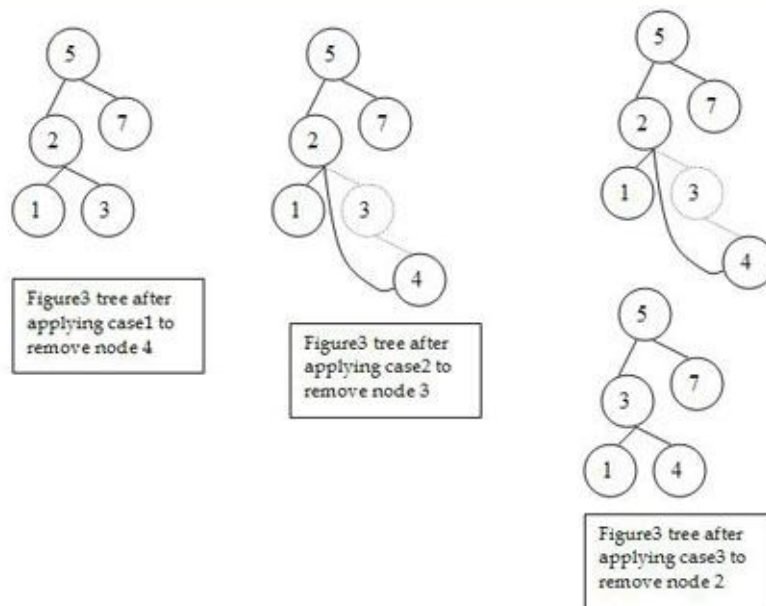 5
7
2
1
3
Figure3 tree after
applying case1 to
remove node 4
5
7
2
1
3
4
Figure3 tree after
applying case2 to
remove node 3
5
7
2
1
3
4
5
7
3
1
4
Figure3 tree after
applying case3 to
remove node 2